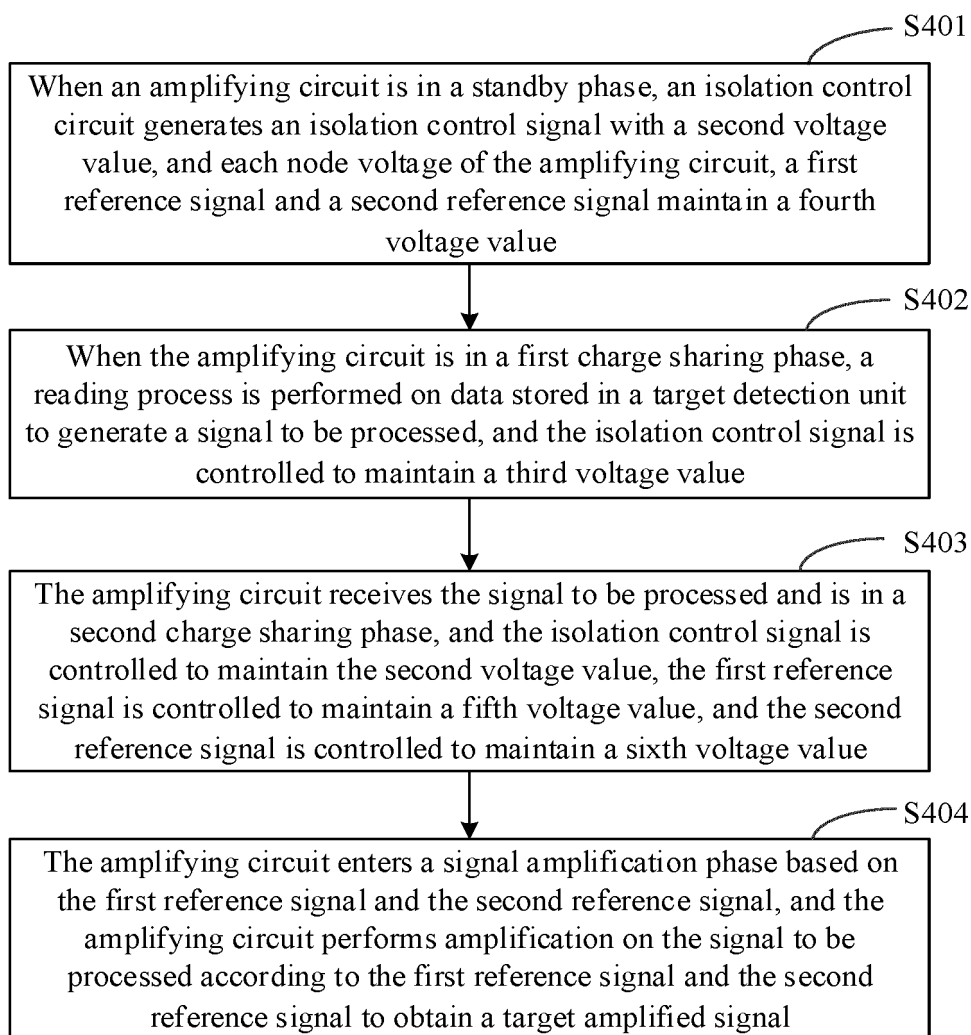 S401
When an amplifying circuit is in a standby phase, an isolation control
circuit generates an isolation control signal with a second voltage
value, and each node voltage of the amplifying circuit, a first
reference signal and a second reference signal maintain a fourth
voltage value
S402
When the amplifying circuit is in a first charge sharing phase, a
reading process is performed on data stored in a target detection unit
to generate a signal to be processed, and the isolation control signal is
controlled to maintain a third voltage value
S403
The amplifying circuit receives the signal to be processed and is in a
second charge sharing phase, and the isolation control signal is
controlled to maintain the second voltage value, the first reference
signal is controlled to maintain a fifth voltage value, and the second
reference signal is controlled to maintain a sixth voltage value
S404
The amplifying circuit enters a signal amplification phase based on
the first reference signal and the second reference signal, and the
amplifying circuit performs amplification on the signal to be
processed according to the first reference signal and the second
reference signal to obtain a target amplified signal